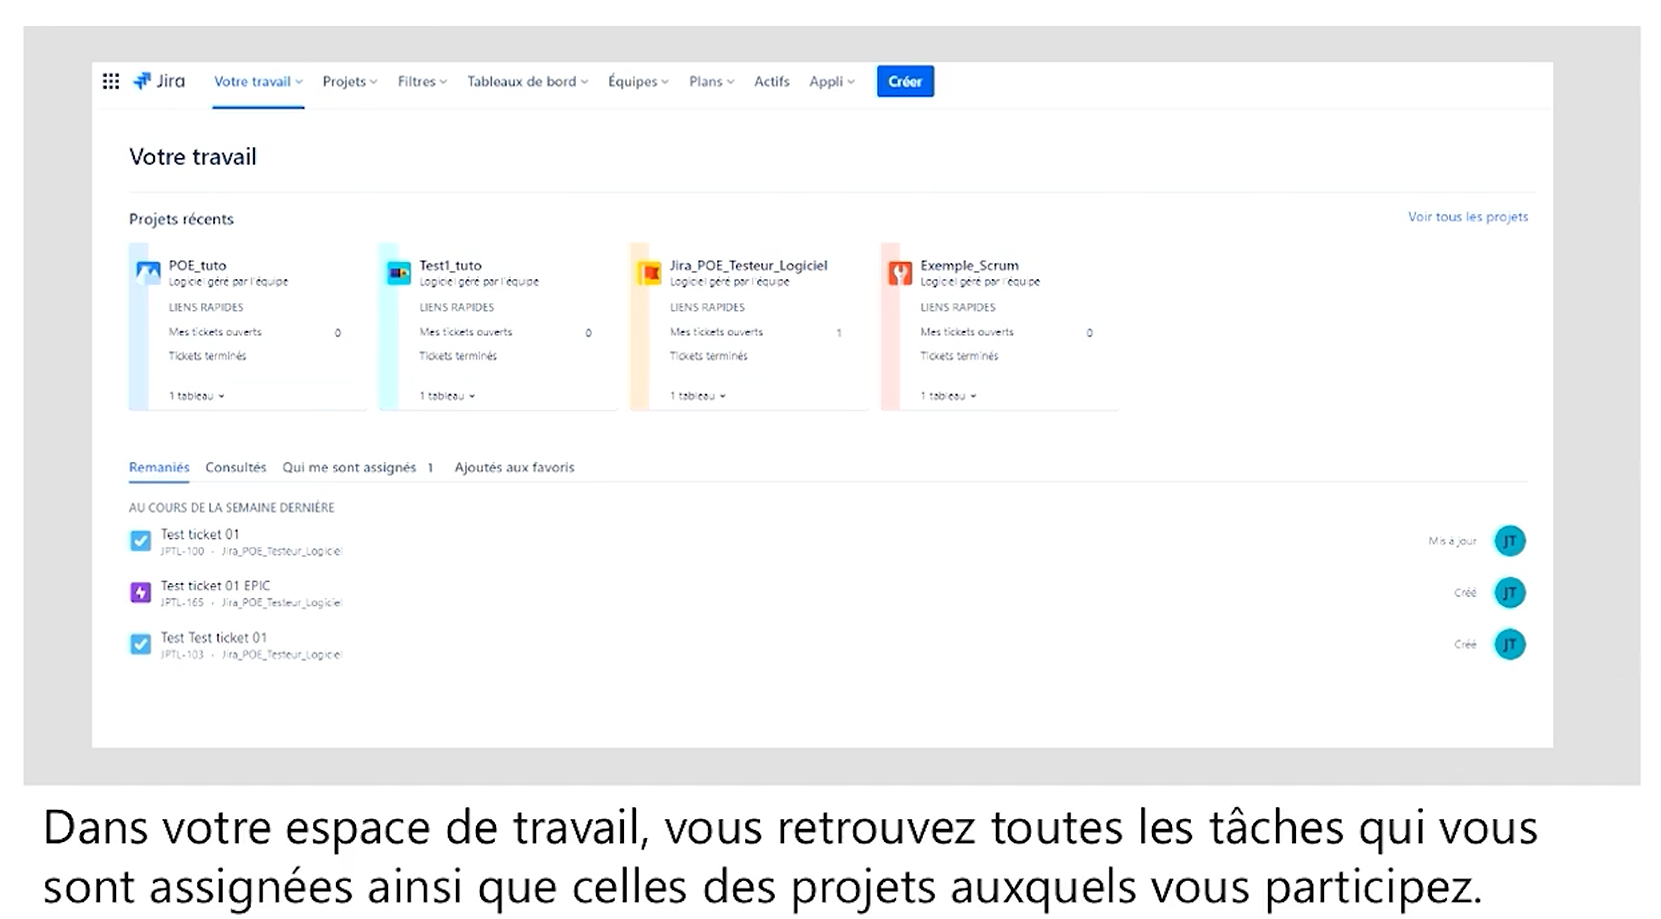 Jira Votre travail Projets Filtres Tableaux de bord Équipes Plans Actifs Appli Créer
Votre travail
Projets récents Voir tous les projets
POE_tuto
Logiciel géré par l'équipe
LIENS RAPIDES
Mes tickets ouverts 0
Tickets terminés
1 tableau
Test1_tuto
Logiciel géré par l'équipe
LIENS RAPIDES
Mes tickets ouverts 0
Tickets terminés
1 tableau
Jira_POE_Testeur_Logiciel
Logiciel géré par l'équipe
LIENS RAPIDES
Mes tickets ouverts 1
Tickets terminés
1 tableau
Exemple_Scrum
Logiciel géré par l'équipe
LIENS RAPIDES
Mes tickets ouverts 0
Tickets terminés
1 tableau
Remaniés Consultés Qui me sont assignés 1 Ajoutés aux favoris
AU COURS DE LA SEMAINE DERNIÈRE
Test ticket 01
JPTL-100 · Jira_POE_Testeur_Logiciel
Mis à jour JT
Test ticket 01 EPIC
JPTL-165 · Jira_POE_Testeur_Logiciel
Créé JT
Test Test ticket 01
JPTL-103 · Jira_POE_Testeur_Logiciel
Créé JT
Dans votre espace de travail, vous retrouvez toutes les tâches qui vous
sont assignées ainsi que celles des projets auxquels vous participez.